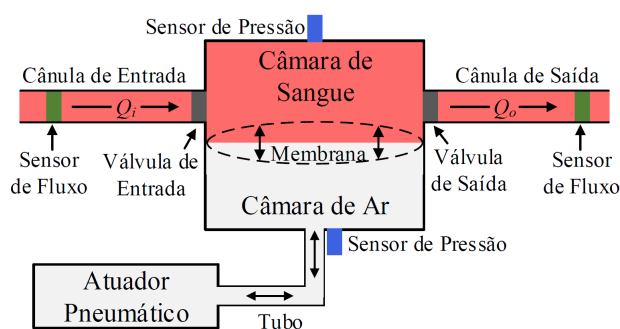 Sensor de Pressão
Cânula de Entrada
Câmara de
Sangue
Cânula de Saída
Qi
Qo
Sensor
de Fluxo
Válvula de
Entrada
Membrana
Válvula
de Saída
Sensor
de Fluxo
Câmara de Ar
Sensor de Pressão
Atuador
Pneumático
Tubo